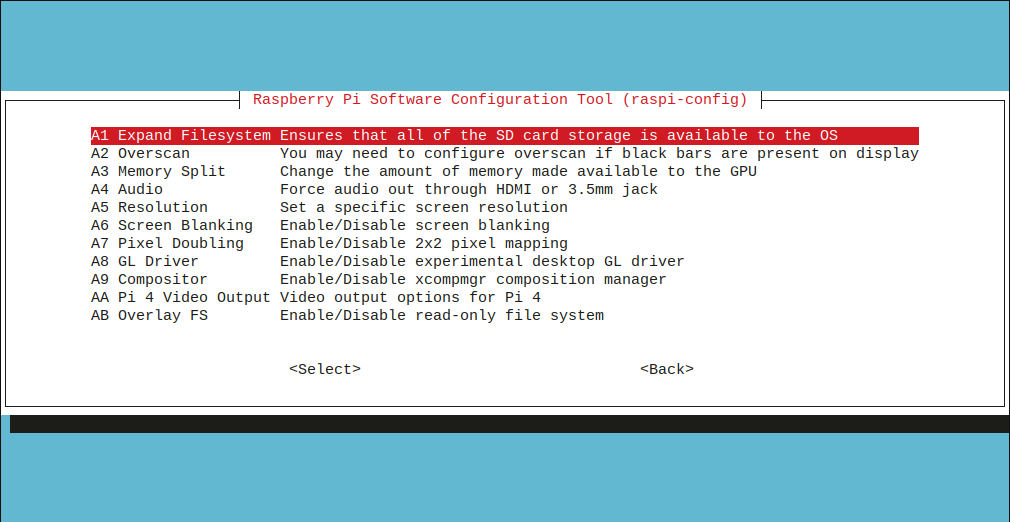 Raspberry Pi Software Configuration Tool (raspi-config)
A1 Expand Filesystem Ensures that all of the SD card storage is available to the OS
A2 Overscan You may need to configure overscan if black bars are present on display
A3 Memory Split Change the amount of memory made available to the GPU
A4 Audio Force audio out through HDMI or 3.5mm jack
A5 Resolution Set a specific screen resolution
A6 Screen Blanking Enable/Disable screen blanking
A7 Pixel Doubling Enable/Disable 2x2 pixel mapping
A8 GL Driver Enable/Disable experimental desktop GL driver
A9 Compositor Enable/Disable xcompmgr composition manager
AA Pi 4 Video Output Video output options for Pi 4
AB Overlay FS Enable/Disable read-only file system
<Select> <Back>